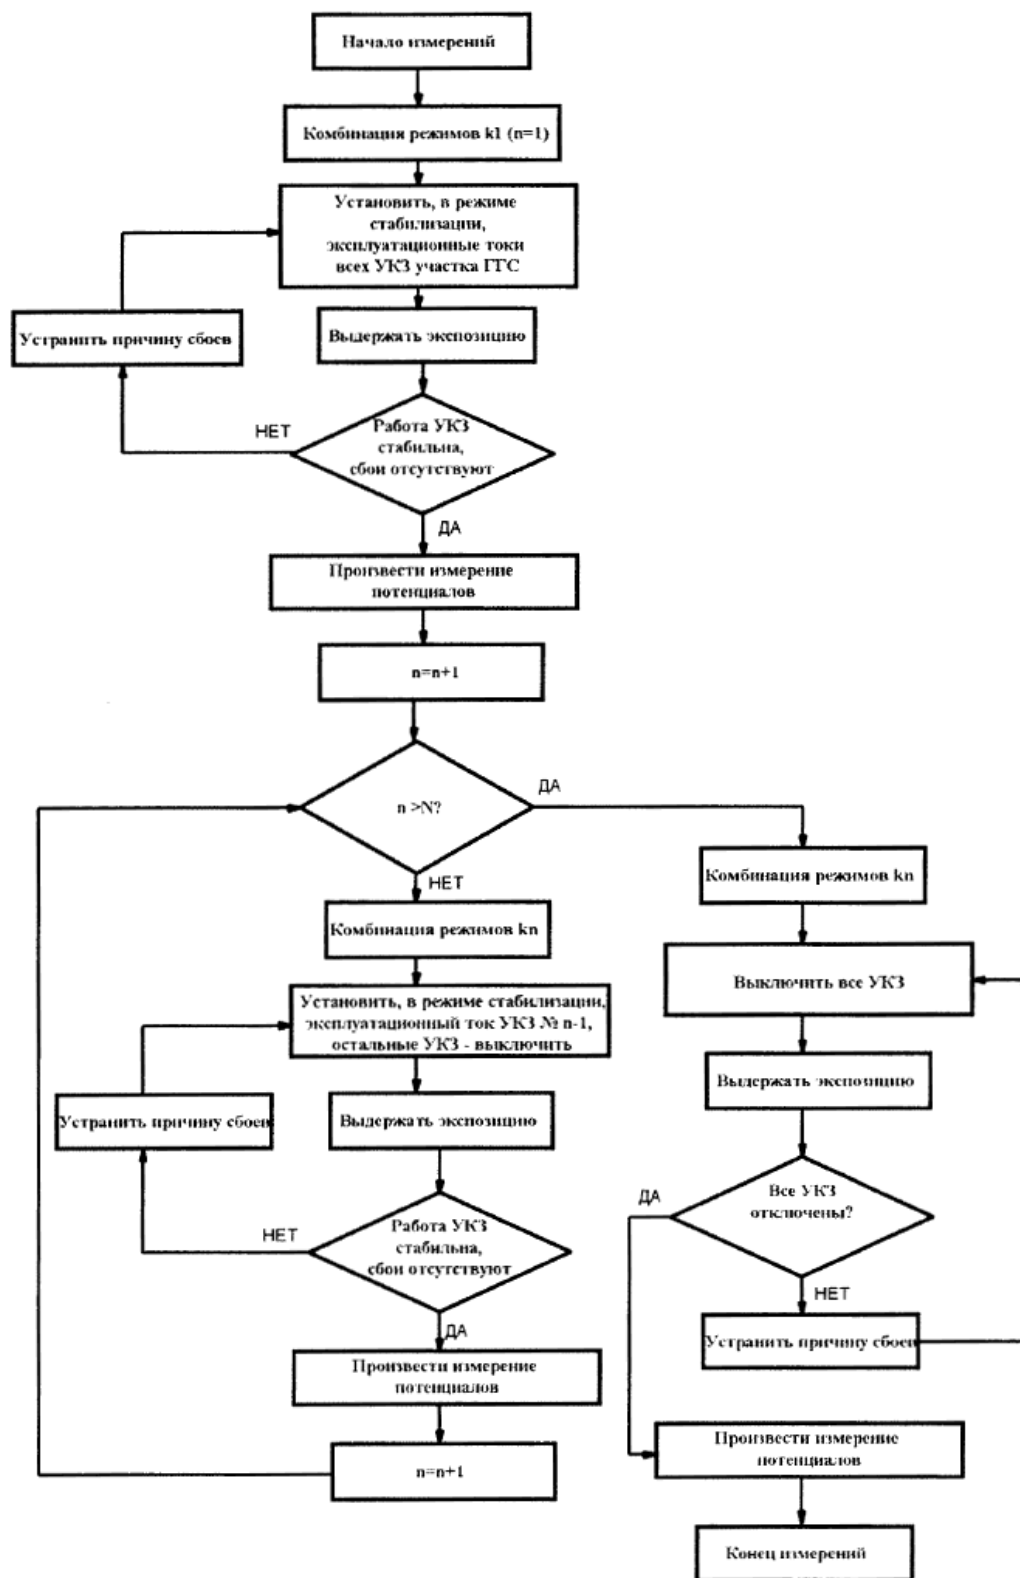 Начало измерений
Комбинация режимов k1 (n=1)
Установить, в режиме
стабилизации,
эксплуатационные токи
всех УКЗ участка ГТС
Устранить причину сбоев
Выдержать экспозицию
НЕТ
Работа УКЗ
стабильна,
сбои отсутствуют
ДА
Произвести измерение
потенциалов
n=n+1
n >N?
ДА
НЕТ
Комбинация режимов kn
Установить, в режиме стабилизации,
эксплуатационный ток УКЗ № n-1,
остальные УКЗ - выключить
Устранить причину сбоев
Выдержать экспозицию
НЕТ
Работа УКЗ
стабильна,
сбои отсутствуют
ДА
Произвести измерение
потенциалов
n=n+1
Комбинация режимов kn
Выключить все УКЗ
Выдержать экспозицию
ДА
Все УКЗ
отключены?
НЕТ
Устранить причину сбоев
Произвести измерение
потенциалов
Конец измерений